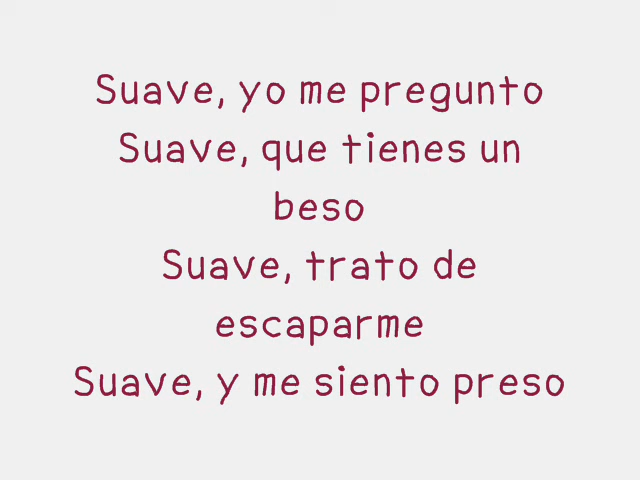 Suave, yo me pregunto
Suave, que tienes un
beso
Suave, trato de
escaparme
Suave, y me siento preso